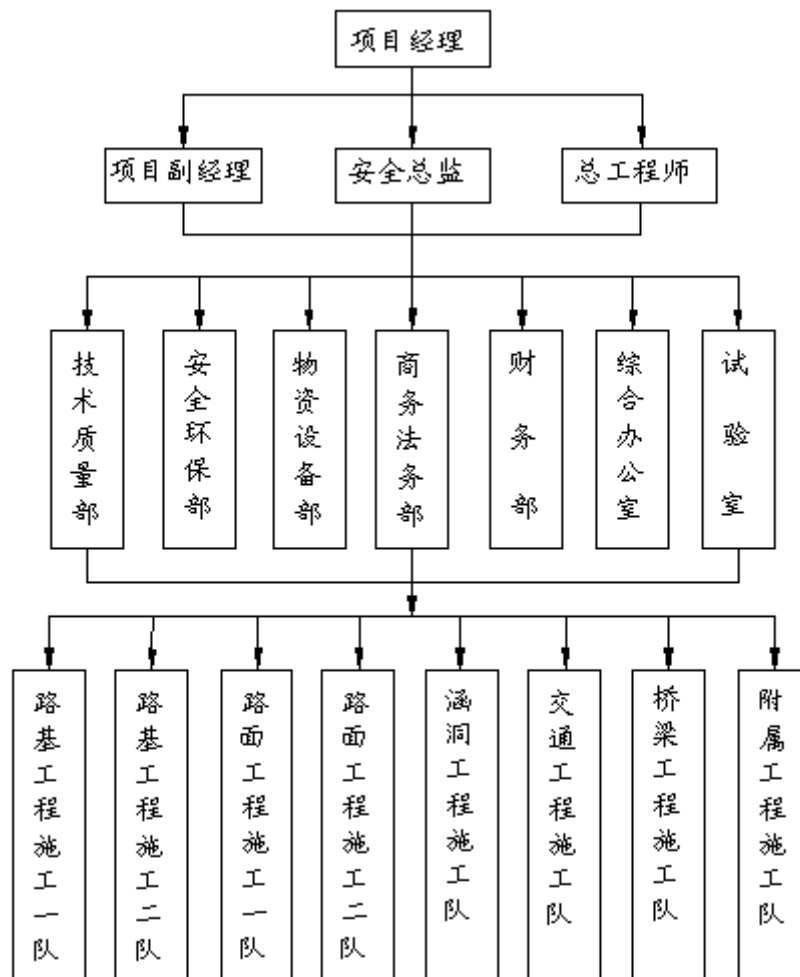 项目经理
项目副经理
安全总监
总工程师
技术质量部
安全环保部
物资设备部
商务法务部
财务部
综合办公室
试验室
路基工程施工一队
路基工程施工二队
路面工程施工一队
路面工程施工二队
涵洞工程施工队
交通工程施工队
桥梁工程施工队
附属工程施工队